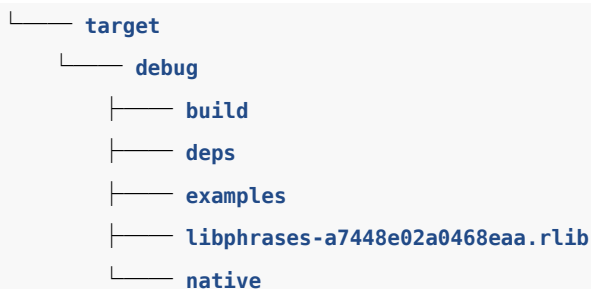 └── target
    └── debug
        ├── build
        ├── deps
        ├── examples
        ├── libphrases-a7448e02a0468eaa.rlib
        └── native